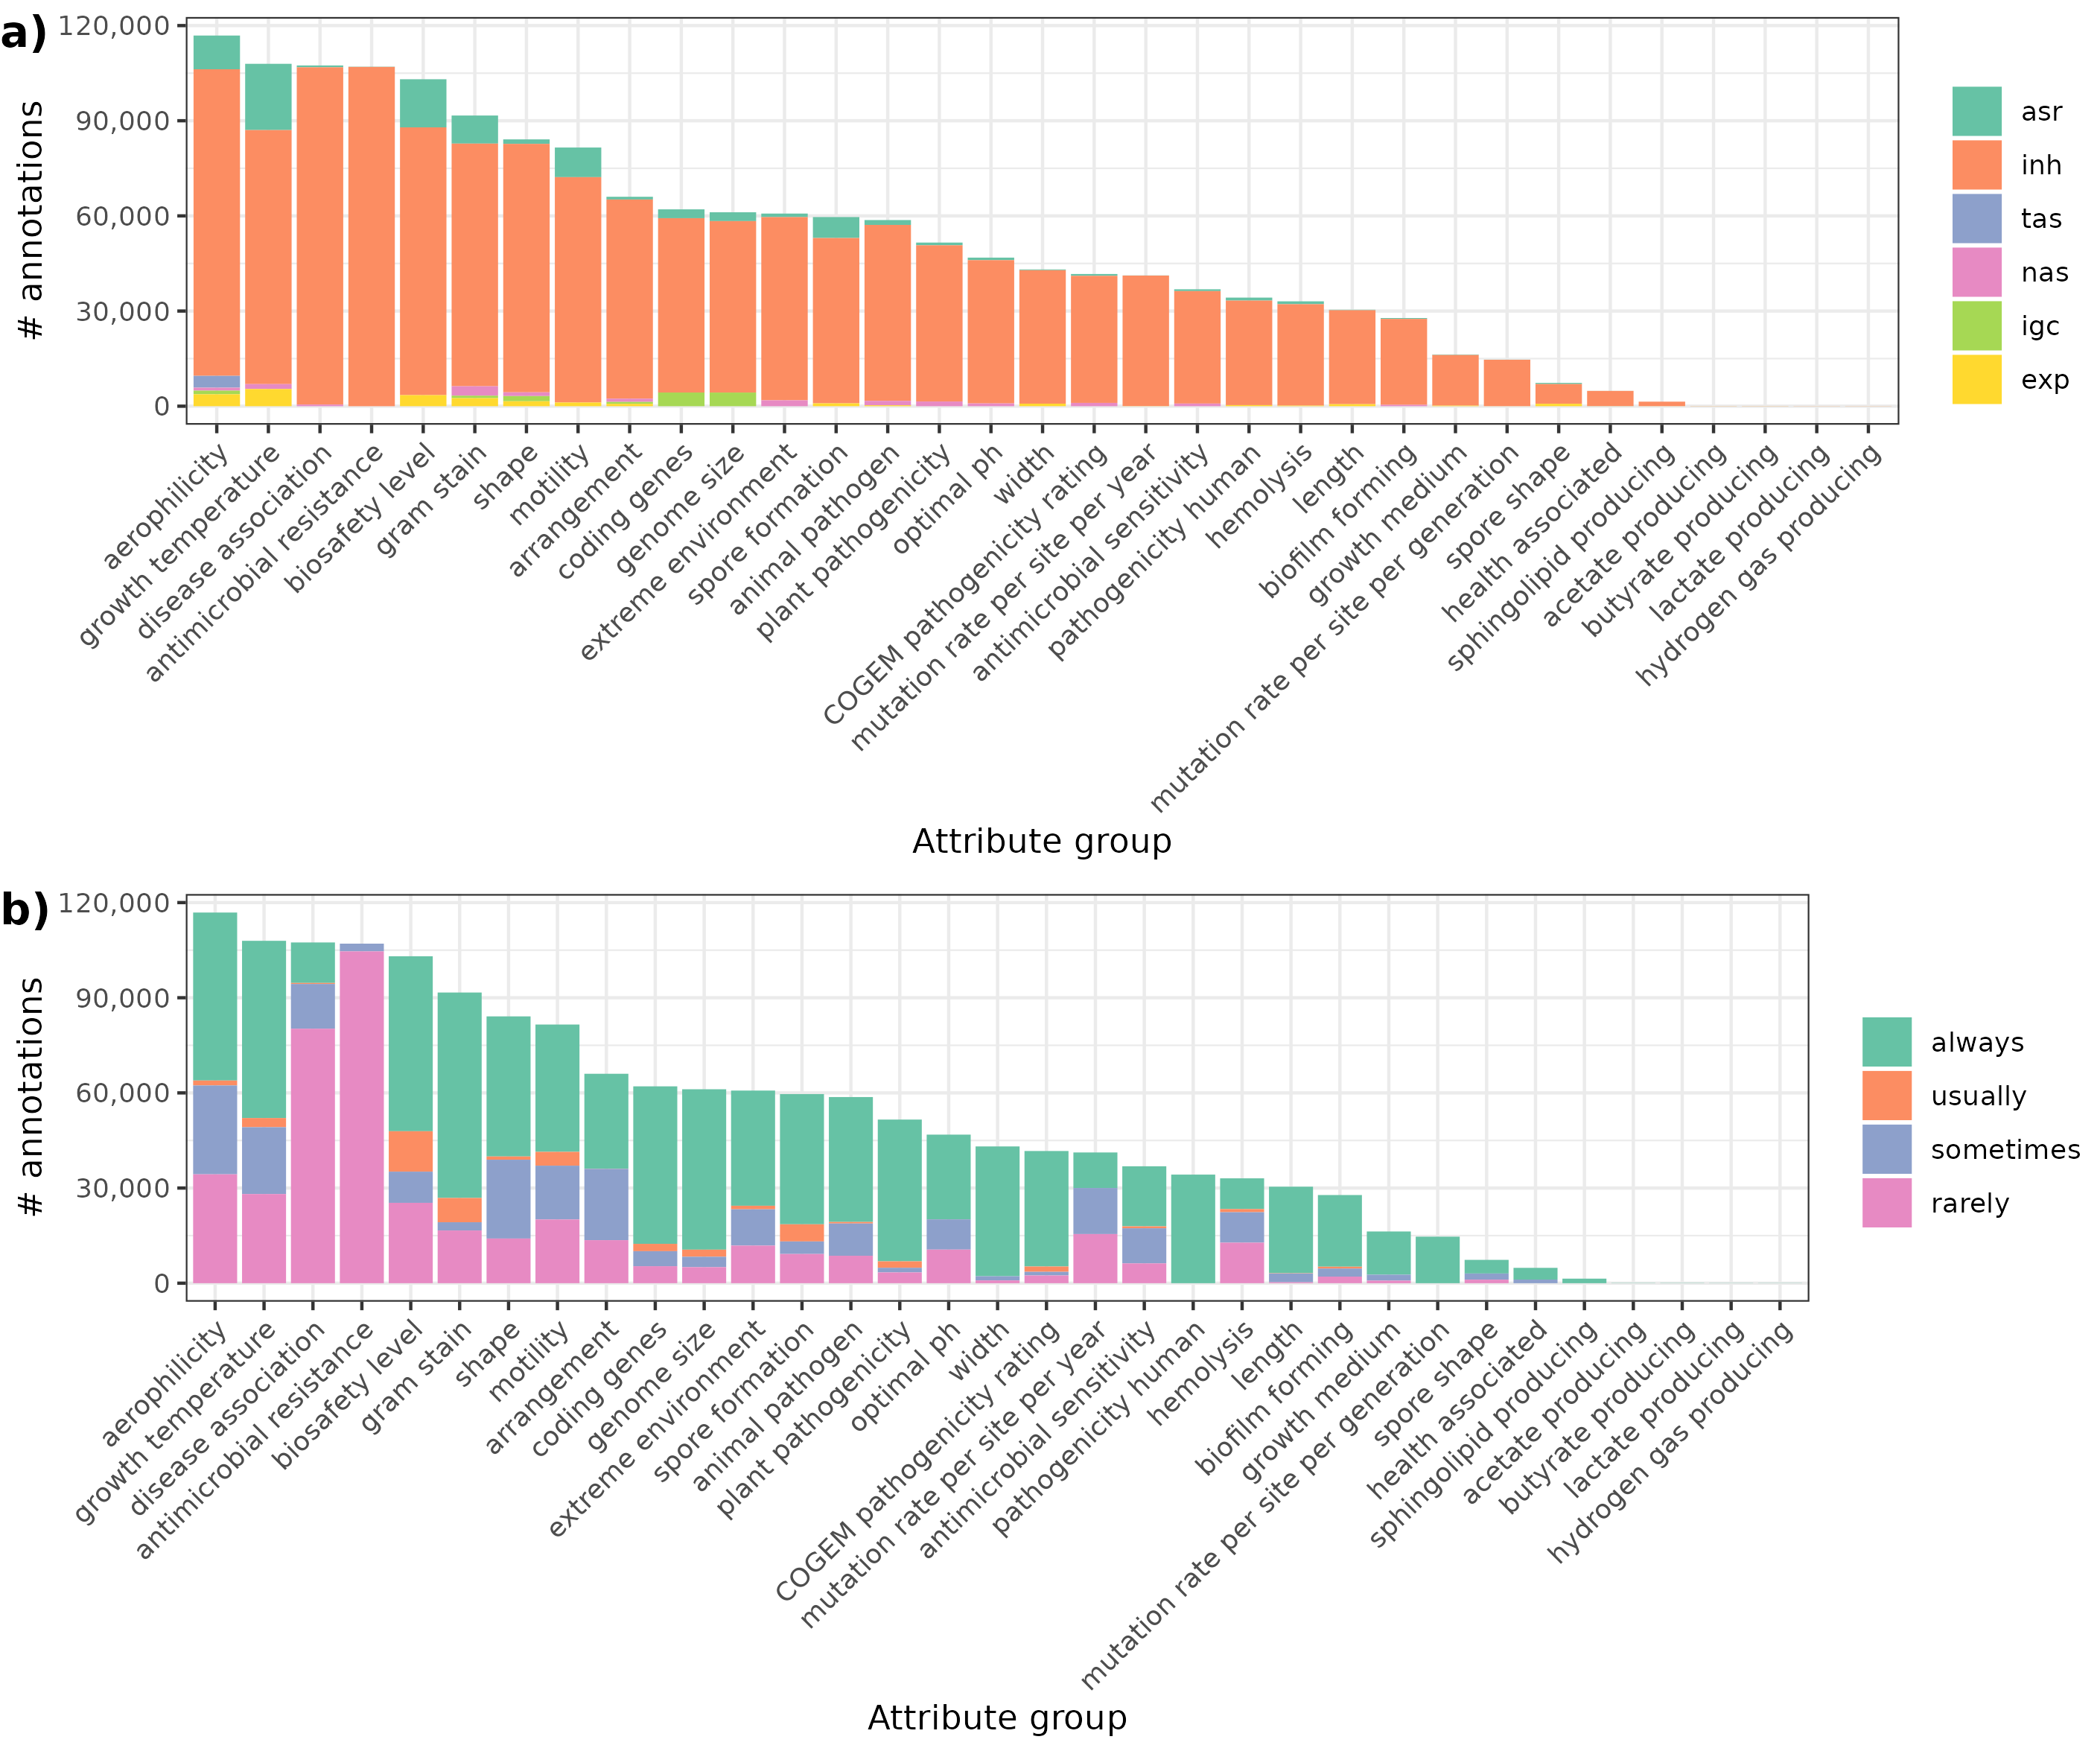 a)
# annotations
120,000
90,000
60,000
30,000
0
aerophilicity
growth temperature
disease association
antimicrobial resistance
biosafety level
gram stain
shape
motility
arrangement
coding genes
genome size
extreme environment
spore formation
animal pathogen
plant pathogenicity
optimal ph
width
COGEM pathogenicity rating
mutation rate per site per year
antimicrobial sensitivity
pathogenicity human
hemolysis
length
biofilm forming
growth medium
mutation rate per site per generation
spore shape
health associated
sphingolipid producing
acetate producing
butyrate producing
lactate producing
hydrogen gas producing
Attribute group
asr
inh
tas
nas
igc
exp
b)
# annotations
120,000
90,000
60,000
30,000
0
aerophilicity
growth temperature
disease association
antimicrobial resistance
biosafety level
gram stain
shape
motility
arrangement
coding genes
genome size
extreme environment
spore formation
animal pathogen
plant pathogenicity
optimal ph
width
COGEM pathogenicity rating
mutation rate per site per year
antimicrobial sensitivity
pathogenicity human
hemolysis
length
biofilm forming
growth medium
mutation rate per site per generation
spore shape
health associated
sphingolipid producing
acetate producing
butyrate producing
lactate producing
hydrogen gas producing
Attribute group
always
usually
sometimes
rarely